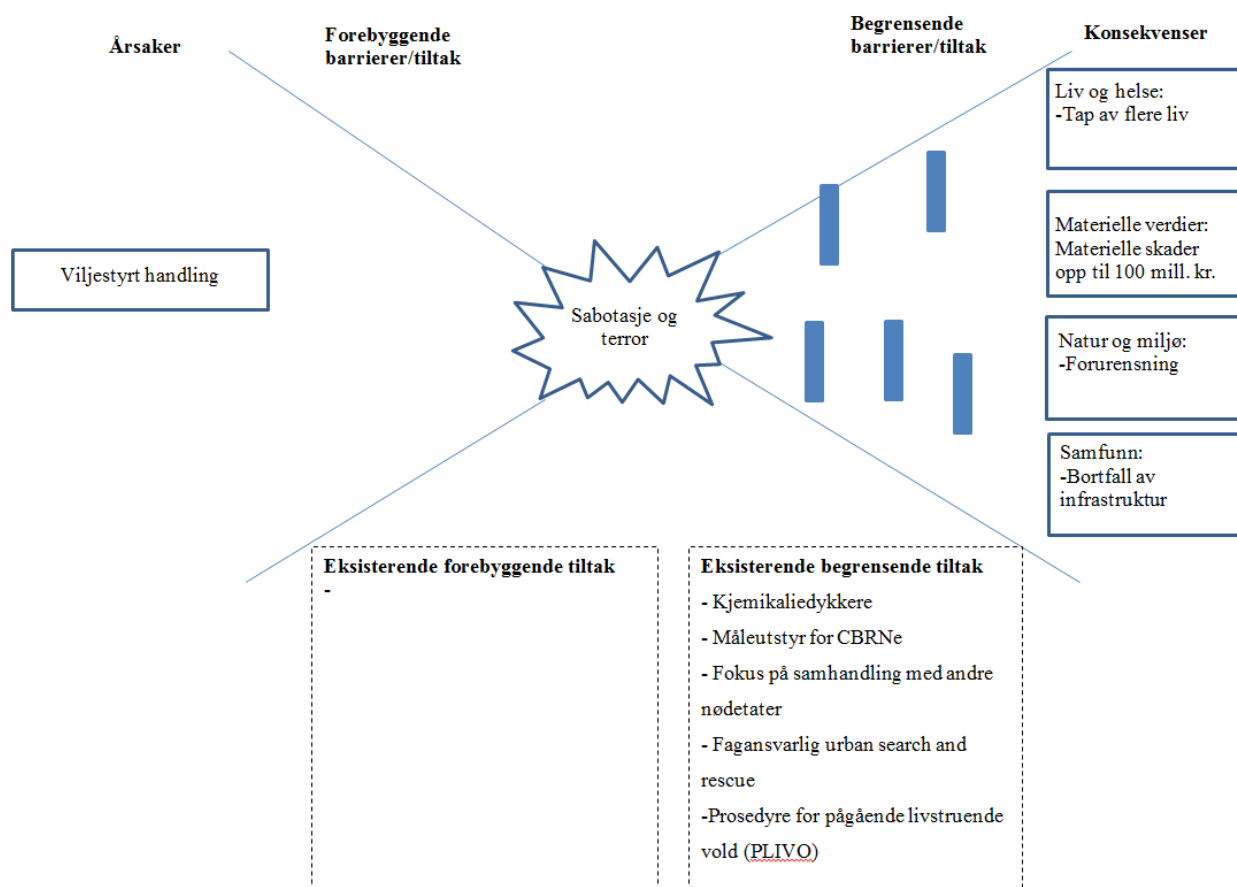 Årsaker
Forebyggende
barrierer/tiltak
Begrensende
barrierer/tiltak
Konsekvenser
Liv og helse:
-Tap av flere liv
Materielle verdier:
Materielle skader
opp til 100 mill. kr.
Viljestyrt handling
Sabotasje og
terror
Natur og miljø:
-Forurensning
Samfunn:
-Bortfall av
infrastruktur
Eksisterende forebyggende tiltak
-
Eksisterende begrensende tiltak
- Kjemikaliedykkere
- Måleutstyr for CBRNe
- Fokus på samhandling med andre
nødetater
- Fagansvarlig urban search and
rescue
-Prosedyre for pågående livstruende
vold (PLIVO)